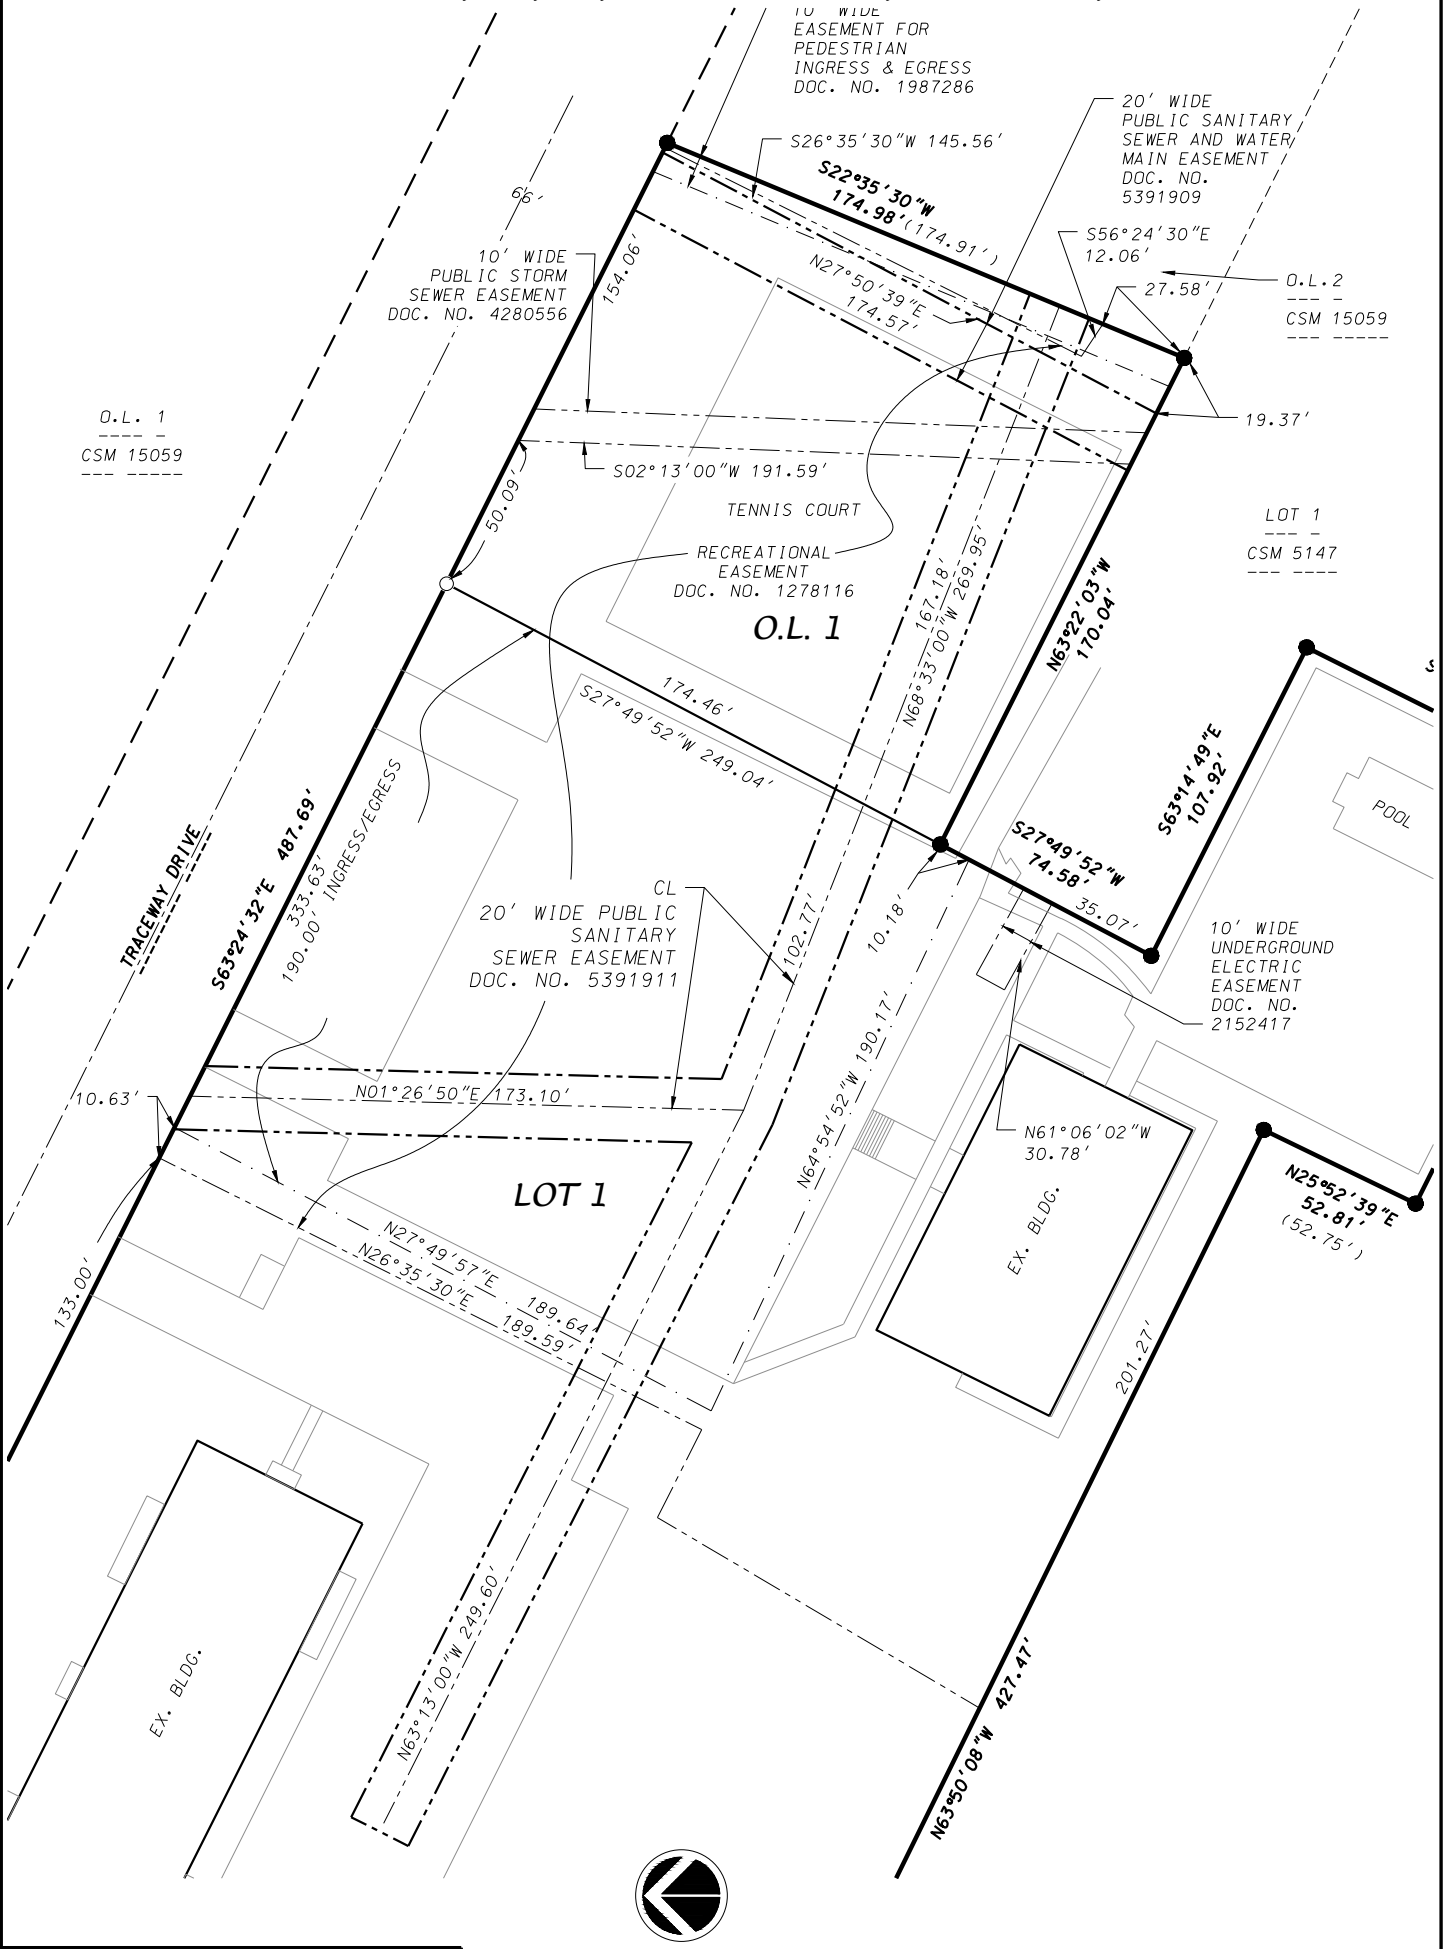 10' WIDE
EASEMENT FOR
PEDESTRIAN
INGRESS & EGRESS
DOC. NO. 1987286
20' WIDE
PUBLIC SANITARY
SEWER AND WATER
MAIN EASEMENT
DOC. NO.
5391909
S26°35'30"W 145.56'
S22°35'30"W
174.98'
(174.91')
66'
S56°24'30"E
12.06'
10' WIDE
PUBLIC STORM
SEWER EASEMENT
DOC. NO. 4280556
154.06'
N27°50'39"E
174.57'
27.58'
O.L.2
CSM 15059
O.L. 1
CSM 15059
19.37'
S02°13'00"W 191.59'
50.09'
TENNIS COURT
LOT 1
CSM 5147
RECREATIONAL
EASEMENT
DOC. NO. 1278116
O.L. 1
167.18'
N68°33'00"W 269.95'
N63°22'03"W
170.04'
174.46'
S27°49'52"W 249.04'
S63°14'49"E
107.92'
POOL
TRACEWAY DRIVE
S63°24'32"E 487.69'
333.63'
190.00' INGRESS/EGRESS
S27°49'52"W
74.58'
35.07'
CL
20' WIDE PUBLIC
SANITARY
SEWER EASEMENT
DOC. NO. 5391911
102.77'
10.18'
10' WIDE
UNDERGROUND
ELECTRIC
EASEMENT
DOC. NO.
2152417
N64°54'52"W 190.17'
10.63'
N01°26'50"E 173.10'
N61°06'02"W
30.78'
LOT 1
EX. BLDG.
N25°52'39"E
52.81'
(52.75')
133.00'
N27°49'57"E 189.64'
N26°35'30"E 189.59'
201.27'
N63°13'00"W 249.60'
EX. BLDG.
N63°50'08"W 427.47'